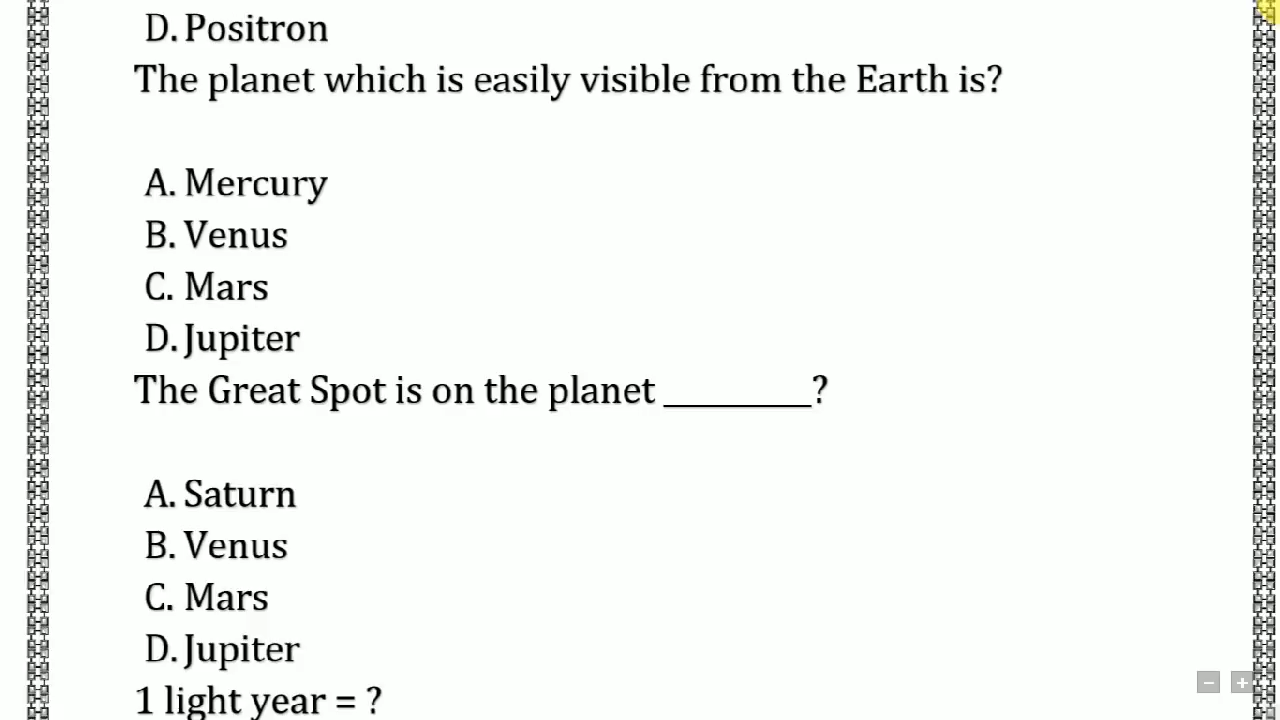 D. Positron
The planet which is easily visible from the Earth is?
A. Mercury
B. Venus
C. Mars
D. Jupiter
The Great Spot is on the planet __________?
A. Saturn
B. Venus
C. Mars
D. Jupiter
1 light year = ?